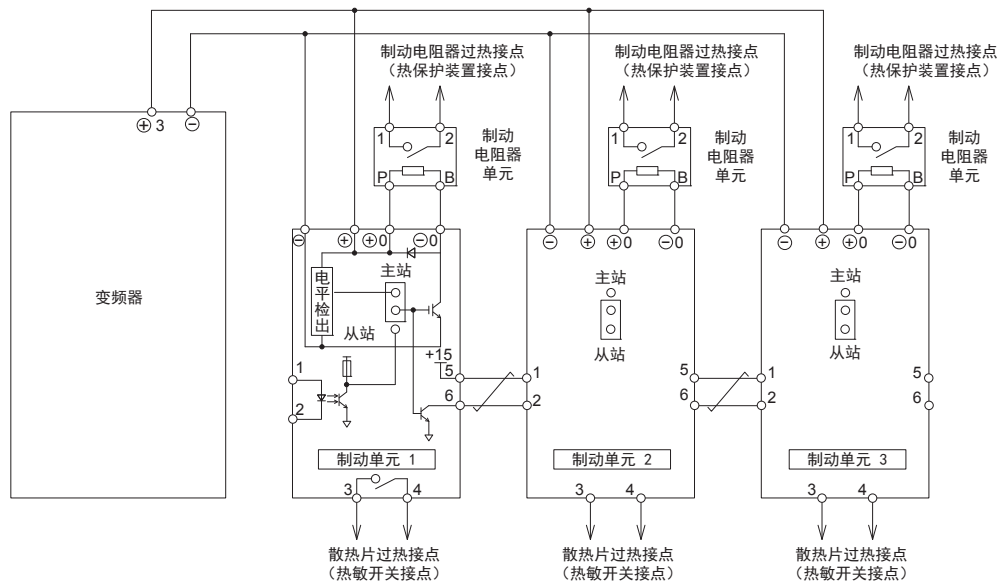 制动电阻器过热接点
（热保护装置接点）
制动电阻器过热接点
（热保护装置接点）
制动电阻器过热接点
（热保护装置接点）
⊕ 3 ⊖
1 2
制动
电阻器
单元
P B
1 2
制动
电阻器
单元
P B
1 2
制动
电阻器
单元
P B
变频器
⊖ ⊕ ⊕0 ⊖0
主站
电平检出
从站
+15
1
2
5
6
制动单元 1
3 4
散热片过热接点
（热敏开关接点）
⊖ ⊕ ⊕0 ⊖0
主站
从站
1
2
5
6
制动单元 2
3 4
散热片过热接点
（热敏开关接点）
⊖ ⊕ ⊕0 ⊖0
主站
从站
1
2
5
6
制动单元 3
3 4
散热片过热接点
（热敏开关接点）